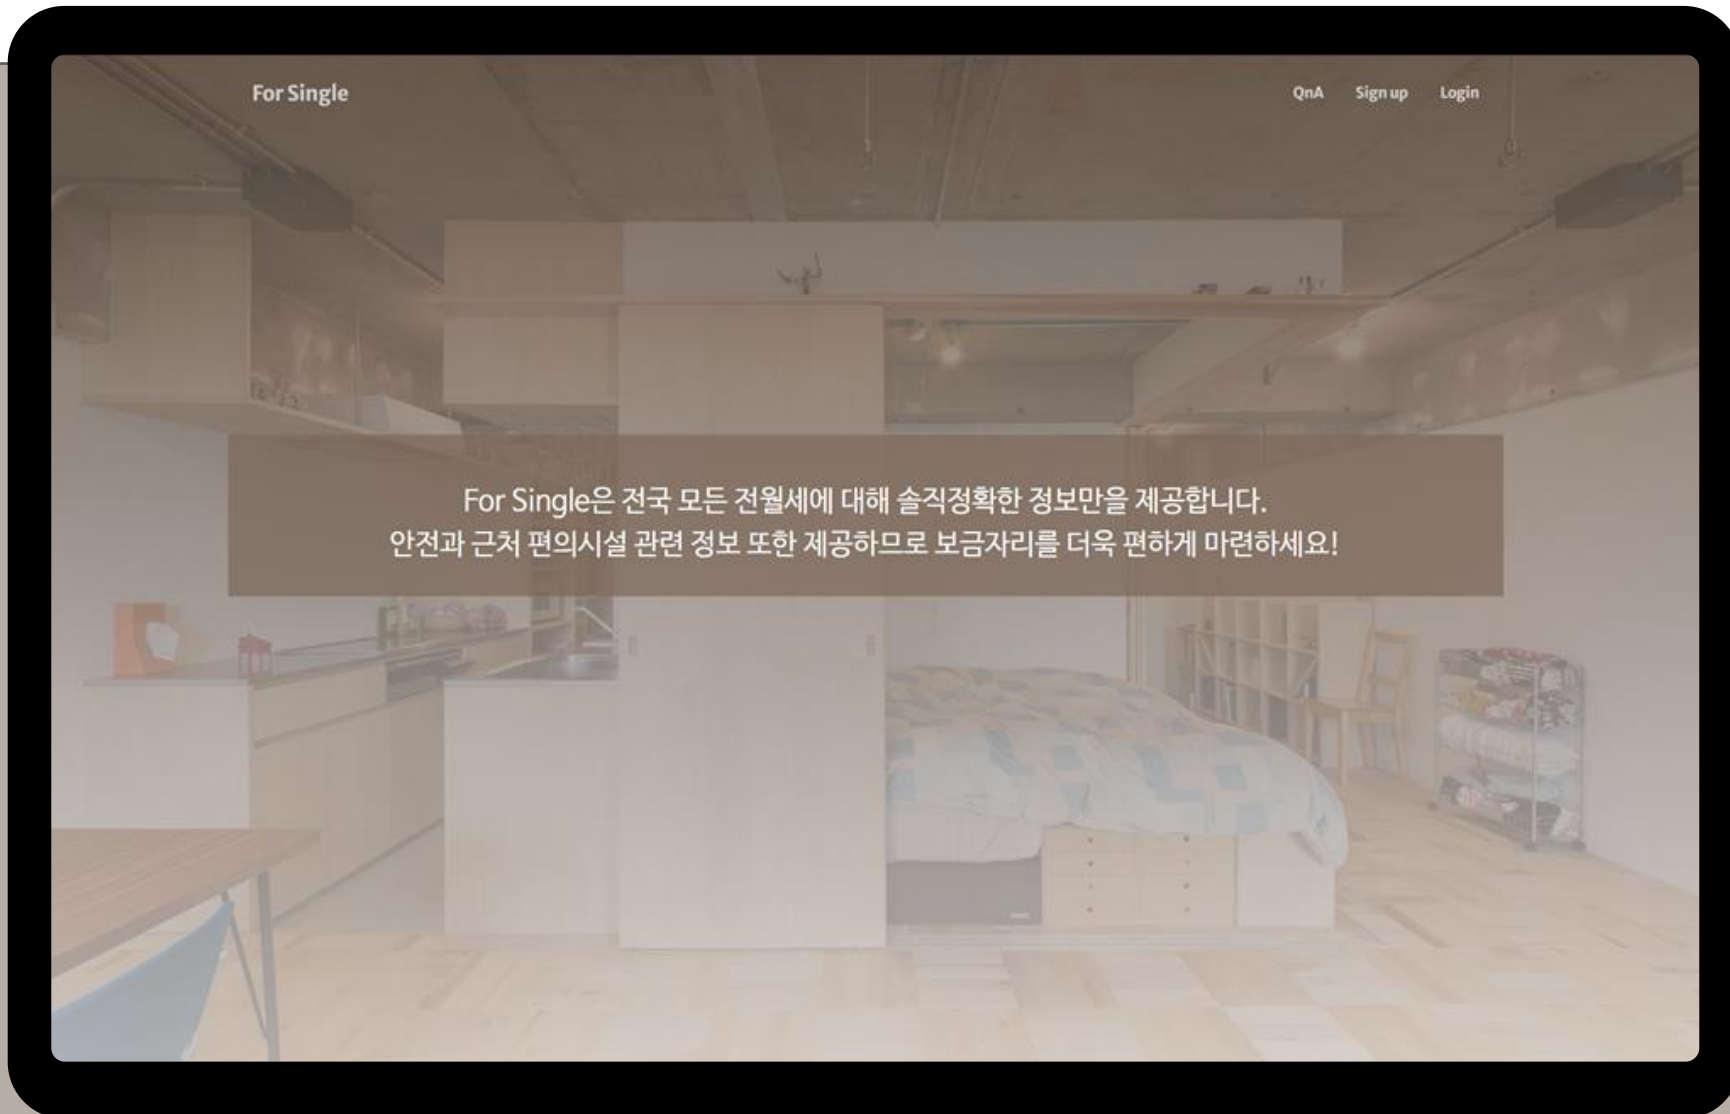 For Single
QnA Sign up Login
For Single은 전국 모든 전월세에 대해 솔직정확한 정보만을 제공합니다.
안전과 근처 편의시설 관련 정보 또한 제공하므로 보금자리를 더욱 편하게 마련하세요!